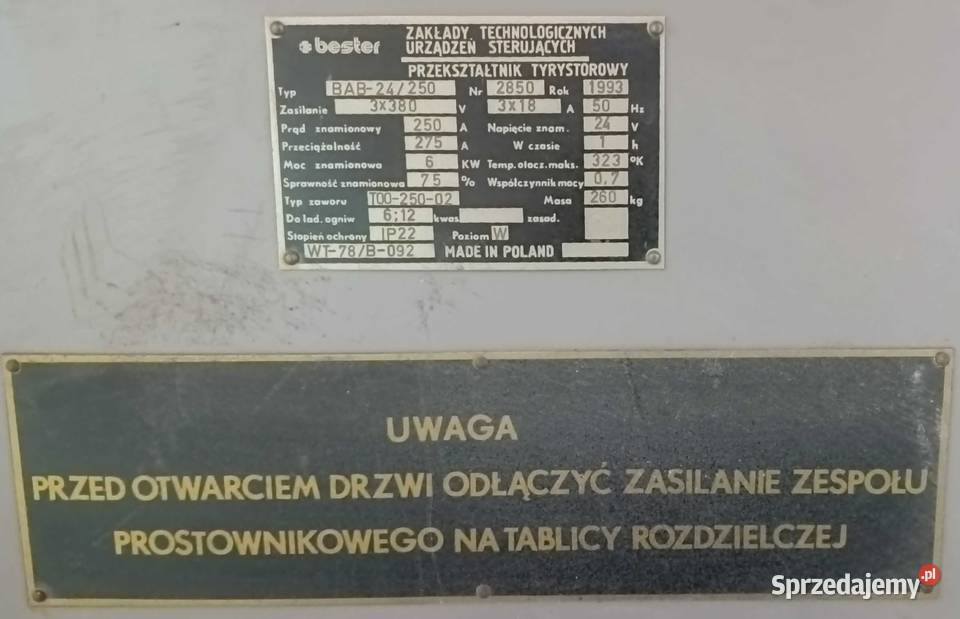 bester
ZAKŁADY TECHNOLOGICZNYCH
URZĄDZEŃ STERUJĄCYCH
PRZEKSZTAŁTNIK TYRYSTOROWY
Typ BAB-24/250 Nr 2850 Rok 1993
Zasilanie 3x380 V 3x18 A 50 Hz
Prąd znamionowy 250 A Napięcie znam. 24 V
Przeciążalność 275 A W czasie 1 h
Moc znamionowa 6 KW Temp.otocz.maks. 323 °K
Sprawność znamionowa 75 % Współczynnik mocy 0,7
Typ zaworu T00-250-02 Masa 260 kg
Do ład. ogniw 6;12 kwas. zasad.
Stopień ochrony IP22 Poziom W
WT-78/B-092 MADE IN POLAND
UWAGA
PRZED OTWARCIEM DRZWI ODŁĄCZYĆ ZASILANIE ZESPOŁU
PROSTOWNIKOWEGO NA TABLICY ROZDZIELCZEJ
Sprzedajemy.pl